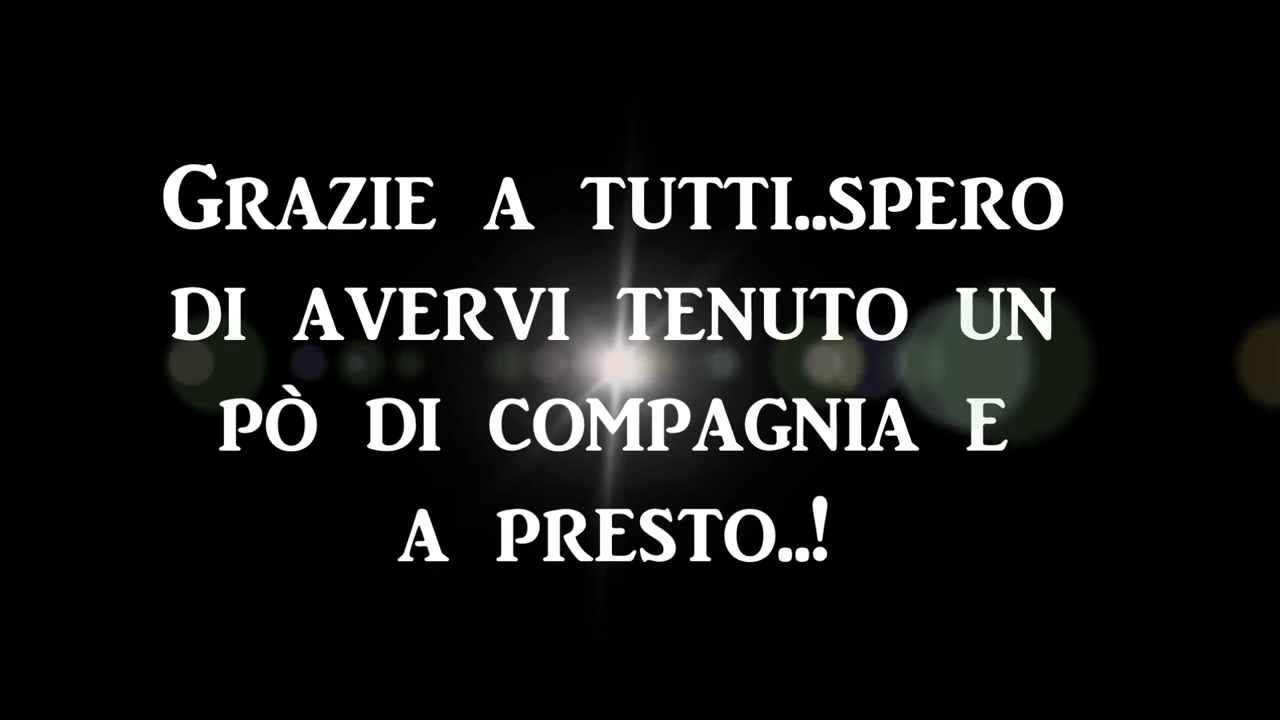 Grazie a tutti..spero
di avervi tenuto un
pò di compagnia e
a presto..!